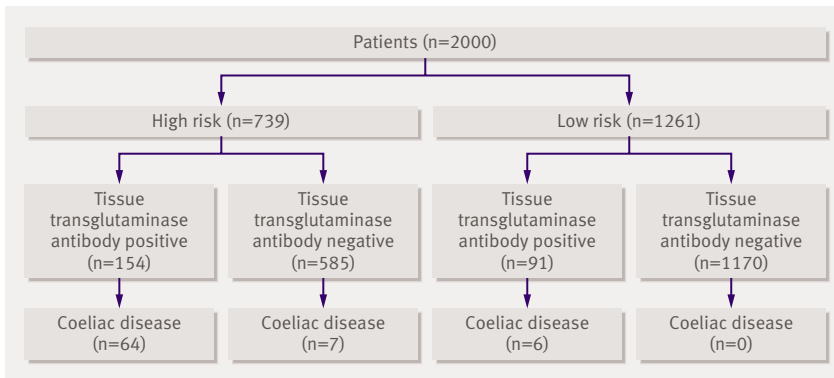 Patients (n=2000)
High risk (n=739)
Low risk (n=1261)
Tissue
transglutaminase
antibody positive
(n=154)
Tissue
transglutaminase
antibody negative
(n=585)
Tissue
transglutaminase
antibody positive
(n=91)
Tissue
transglutaminase
antibody negative
(n=1170)
Coeliac disease
(n=64)
Coeliac disease
(n=7)
Coeliac disease
(n=6)
Coeliac disease
(n=0)